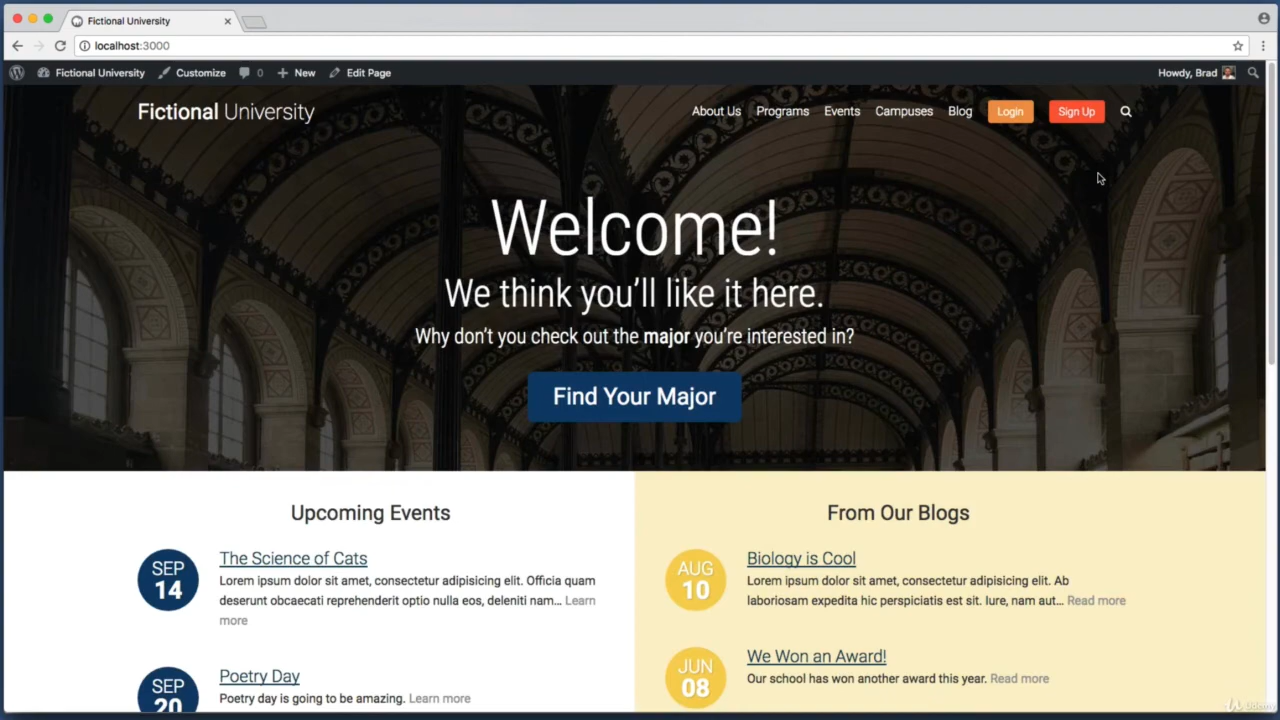 Fictional University
localhost:3000
Fictional University Customize 0 New Edit Page Howdy, Brad
Fictional University About Us Programs Events Campuses Blog Login Sign Up
Welcome!
We think you'll like it here.
Why don't you check out the major you're interested in?
Find Your Major
Upcoming Events
SEP
14
The Science of Cats
Lorem ipsum dolor sit amet, consectetur adipisicing elit. Officia quam
deserunt obcaecati reprehenderit optio nulla eos, deleniti nam... Learn
more
SEP
20
Poetry Day
Poetry day is going to be amazing. Learn more
From Our Blogs
AUG
10
Biology is Cool
Lorem ipsum dolor sit amet, consectetur adipisicing elit. Ab
laboriosam expedita hic perspiciatis est sit. Iure, nam aut... Read more
JUN
08
We Won an Award!
Our school has won another award this year. Read more
Udemy